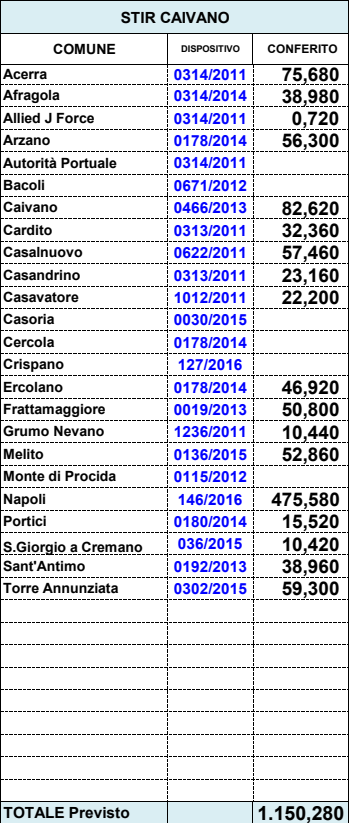 STIR CAIVANO
COMUNE DISPOSITIVO CONFERITO
Acerra 0314/2011 75,680
Afragola 0314/2014 38,980
Allied J Force 0314/2011 0,720
Arzano 0178/2014 56,300
Autorità Portuale 0314/2011
Bacoli 0671/2012
Caivano 0466/2013 82,620
Cardito 0313/2011 32,360
Casalnuovo 0622/2011 57,460
Casandrino 0313/2011 23,160
Casavatore 1012/2011 22,200
Casoria 0030/2015
Cercola 0178/2014
Crispano 127/2016
Ercolano 0178/2014 46,920
Frattamaggiore 0019/2013 50,800
Grumo Nevano 1236/2011 10,440
Melito 0136/2015 52,860
Monte di Procida 0115/2012
Napoli 146/2016 475,580
Portici 0180/2014 15,520
S.Giorgio a Cremano 036/2015 10,420
Sant'Antimo 0192/2013 38,960
Torre Annunziata 0302/2015 59,300
TOTALE Previsto 1.150,280